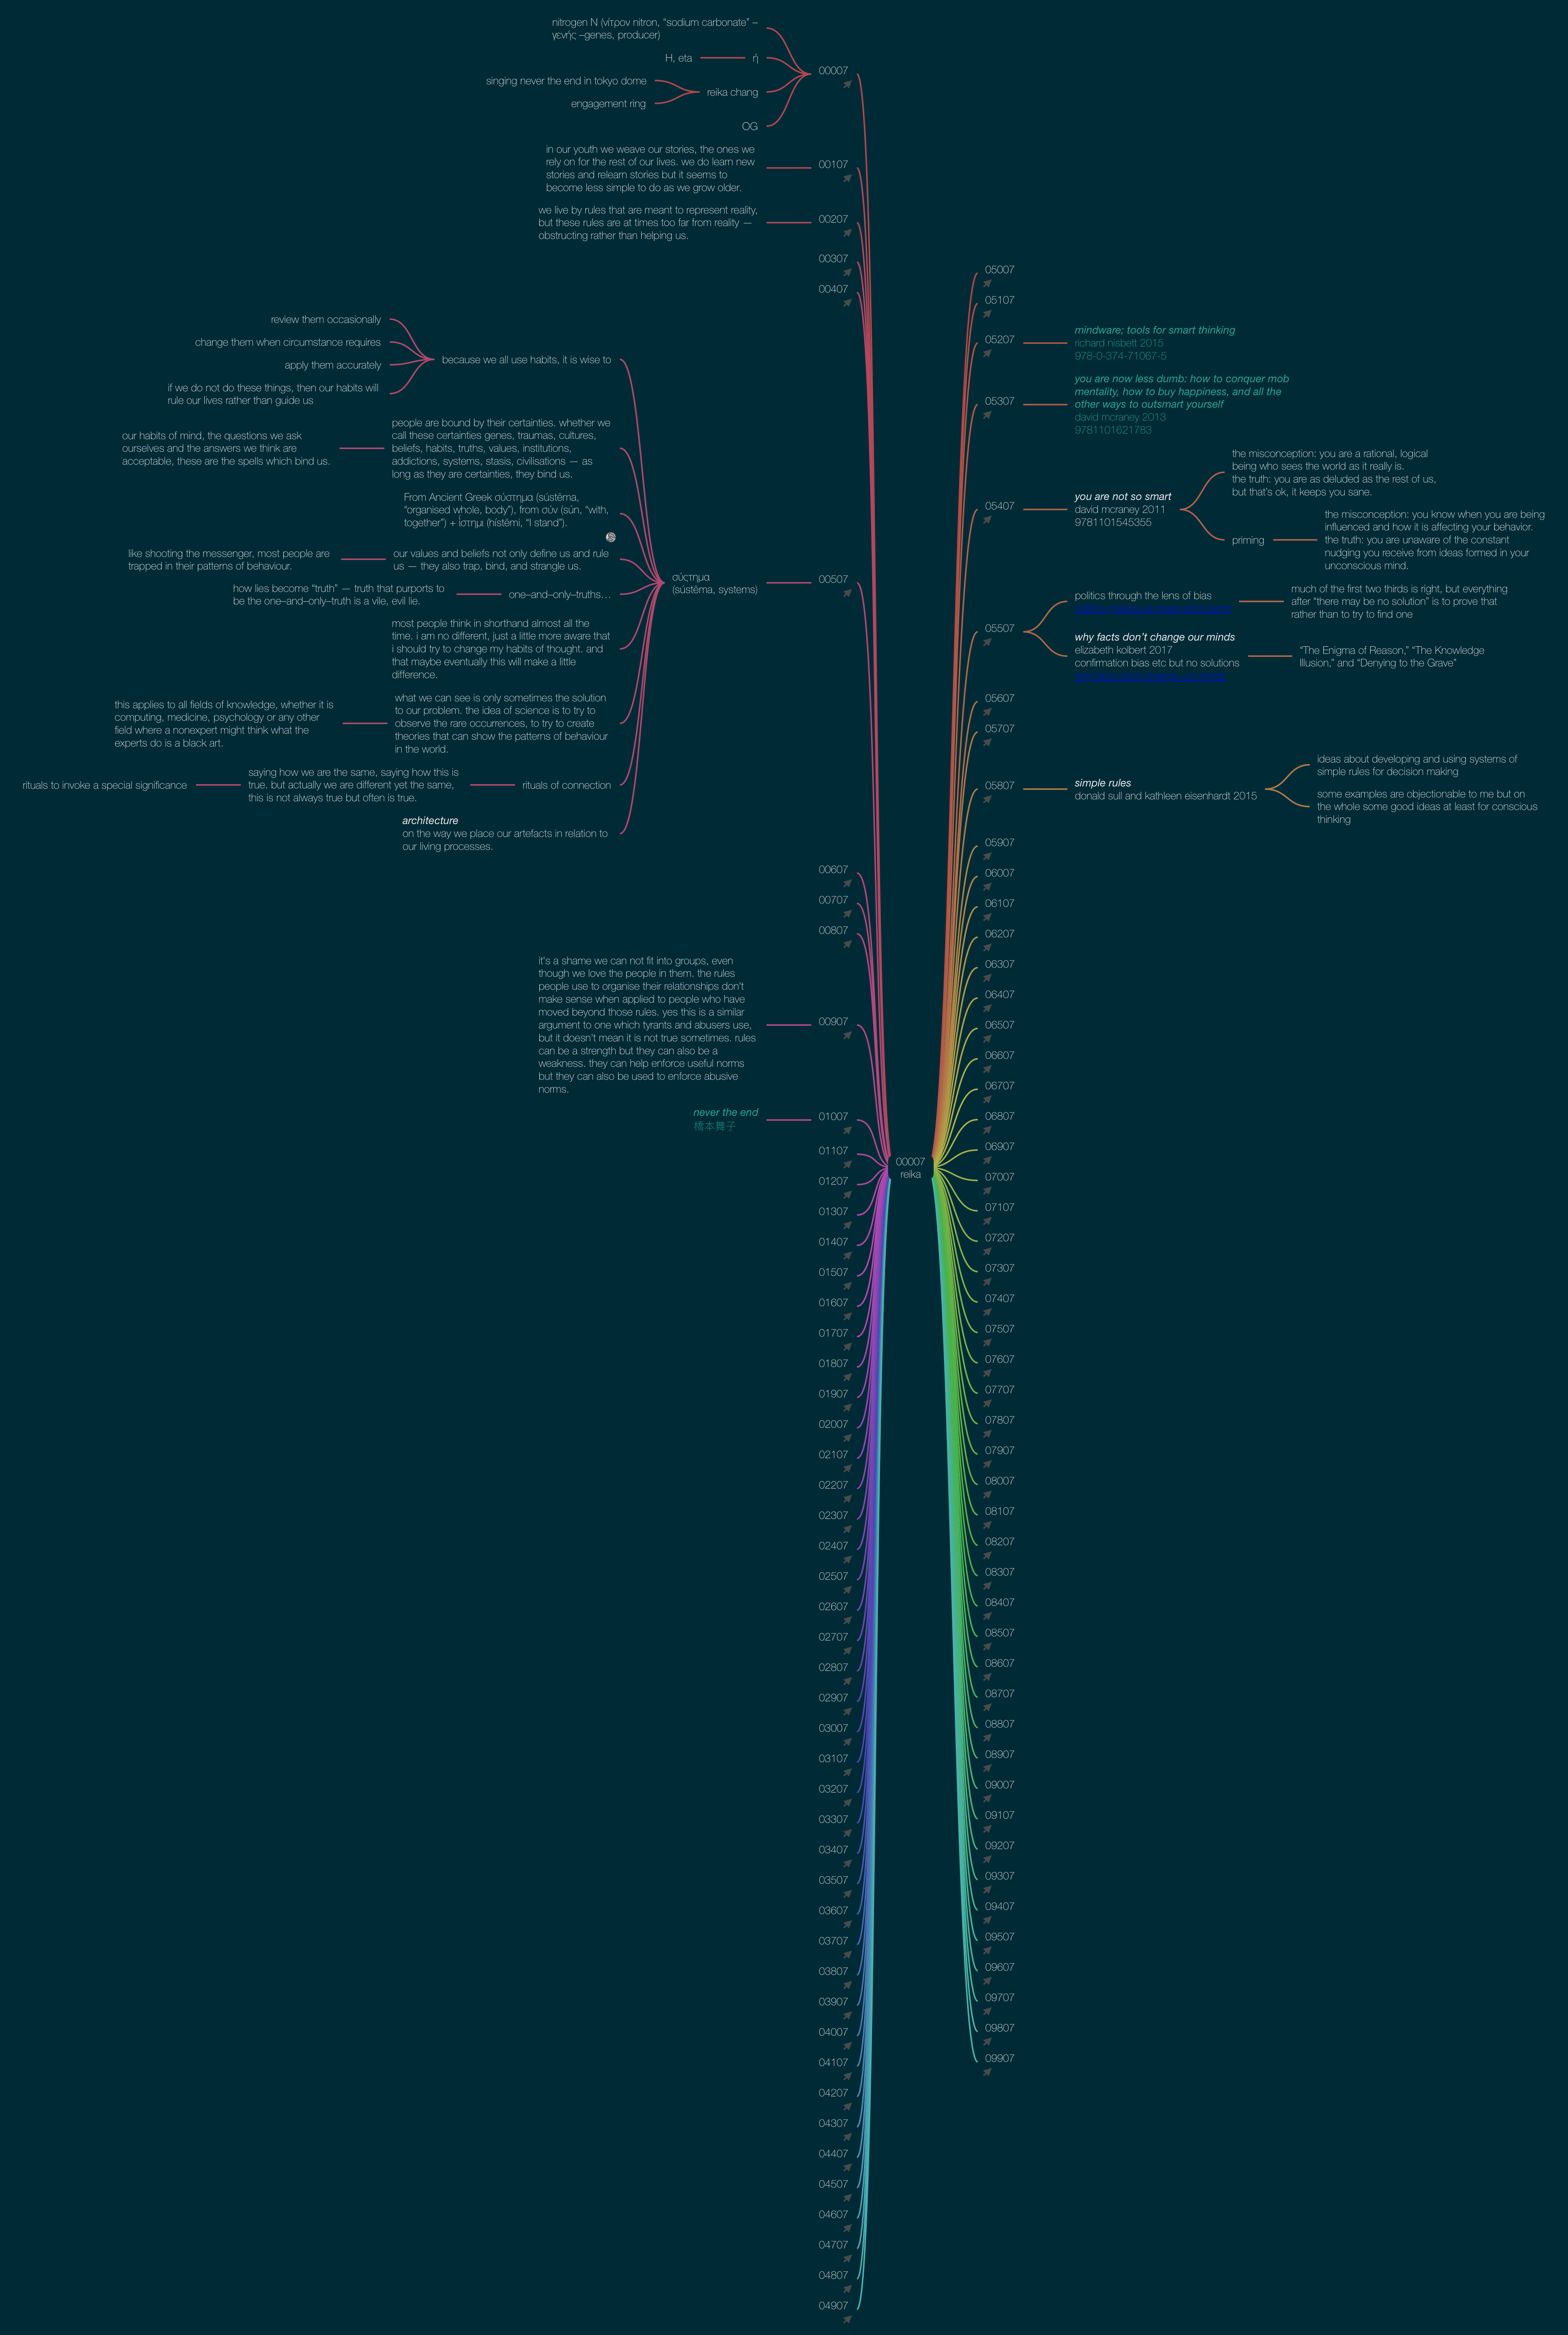 nitrogen N (νίτρον nitron, “sodium carbonate” –
γενής –genes, producer)
H, eta
ή
singing never the end in tokyo dome
engagement ring
reika chang
OG
00007
in our youth we weave our stories, the ones we
rely on for the rest of our lives. we do learn new
stories and relearn stories but it seems to
become less simple to do as we grow older.
00107
we live by rules that are meant to represent reality,
but these rules are at times too far from reality —
obstructing rather than helping us.
00207
00307
00407
review them occasionally
change them when circumstance requires
apply them accurately
if we do not do these things, then our habits will
rule our lives rather than guide us
because we all use habits, it is wise to
our habits of mind, the questions we ask
ourselves and the answers we think are
acceptable, these are the spells which bind us.
people are bound by their certainties. whether we
call these certainties genes, traumas, cultures,
beliefs, habits, truths, values, institutions,
addictions, systems, stasis, civilisations — as
long as they are certainties, they bind us.
From Ancient Greek σύστημα (sústēma,
“organised whole, body”), from σύν (sún, “with,
together”) + ἵστημι (hístēmi, “I stand”).
like shooting the messenger, most people are
trapped in their patterns of behaviour.
our values and beliefs not only define us and rule
us — they also trap, bind, and strangle us.
how lies become “truth” — truth that purports to
be the one–and–only–truth is a vile, evil lie.
one–and–only–truths…
most people think in shorthand almost all the
time. i am no different, just a little more aware that
i should try to change my habits of thought. and
that maybe eventually this will make a little
difference.
this applies to all fields of knowledge, whether it is
computing, medicine, psychology or any other
field where a nonexpert might think what the
experts do is a black art.
what we can see is only sometimes the solution
to our problem. the idea of science is to try to
observe the rare occurrences, to try to create
theories that can show the patterns of behaviour
in the world.
rituals to invoke a special significance
saying how we are the same, saying how this is
true. but actually we are different yet the same,
this is not always true but often is true.
rituals of connection
architecture
on the way we place our artefacts in relation to
our living processes.
σύστημα
(sústēma, systems)
00507
00607
00707
00807
it's a shame we can not fit into groups, even
though we love the people in them. the rules
people use to organise their relationships don't
make sense when applied to people who have
moved beyond those rules. yes this is a similar
argument to one which tyrants and abusers use,
but it doesn't mean it is not true sometimes. rules
can be a strength but they can also be a
weakness. they can help enforce useful norms
but they can also be used to enforce abusive
norms.
00907
never the end
橋本舞子
01007
01107
01207
01307
01407
01507
01607
01707
01807
01907
02007
02107
02207
02307
02407
02507
02607
02707
02807
02907
03007
03107
03207
03307
03407
03507
03607
03707
03807
03907
04007
04107
04207
04307
04407
04507
04607
04707
04807
04907
00007
reika
05007
05107
05207
mindware; tools for smart thinking
richard nisbett 2015
978-0-374-71067-5
05307
you are now less dumb: how to conquer mob
mentality, how to buy happiness, and all the
other ways to outsmart yourself
david mcraney 2013
9781101621783
05407
you are not so smart
david mcraney 2011
9781101545355
the misconception: you are a rational, logical
being who sees the world as it really is.
the truth: you are as deluded as the rest of us,
but that’s ok, it keeps you sane.
priming
the misconception: you know when you are being
influenced and how it is affecting your behavior.
the truth: you are unaware of the constant
nudging you receive from ideas formed in your
unconscious mind.
05507
politics through the lens of bias
much of the first two thirds is right, but everything
after “there may be no solution” is to prove that
rather than to try to find one
why facts don’t change our minds
elizabeth kolbert 2017
confirmation bias etc but no solutions
“The Enigma of Reason,” “The Knowledge
Illusion,” and “Denying to the Grave”
05607
05707
05807
simple rules
donald sull and kathleen eisenhardt 2015
ideas about developing and using systems of
simple rules for decision making
some examples are objectionable to me but on
the whole some good ideas at least for conscious
thinking
05907
06007
06107
06207
06307
06407
06507
06607
06707
06807
06907
07007
07107
07207
07307
07407
07507
07607
07707
07807
07907
08007
08107
08207
08307
08407
08507
08607
08707
08807
08907
09007
09107
09207
09307
09407
09507
09607
09707
09807
09907